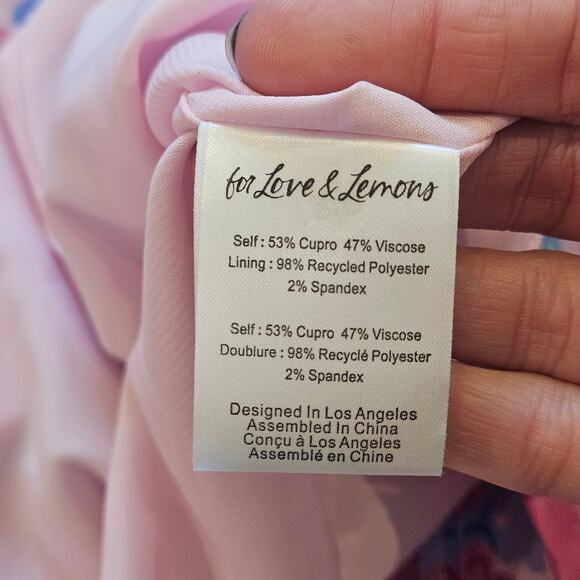 for Love & Lemons
Self : 53% Cupro 47% Viscose
Lining : 98% Recycled Polyester
2% Spandex
Self : 53% Cupro 47% Viscose
Doublure : 98% Recyclé Polyester
2% Spandex
Designed In Los Angeles
Assembled In China
Conçu à Los Angeles
Assemblé en Chine